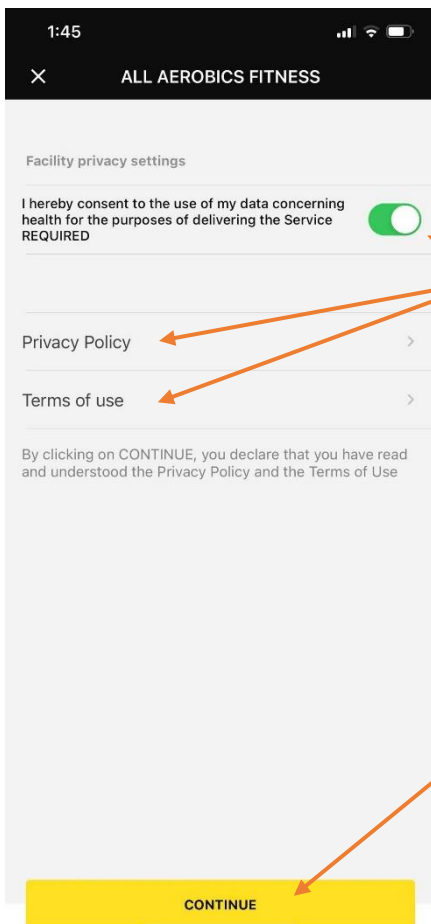 1:45
ALL AEROBICS FITNESS
Facility privacy settings
I hereby consent to the use of my data concerning
health for the purposes of delivering the Service
REQUIRED
Privacy Policy
Terms of use
By clicking on CONTINUE, you declare that you have read
and understood the Privacy Policy and the Terms of Use
CONTINUE